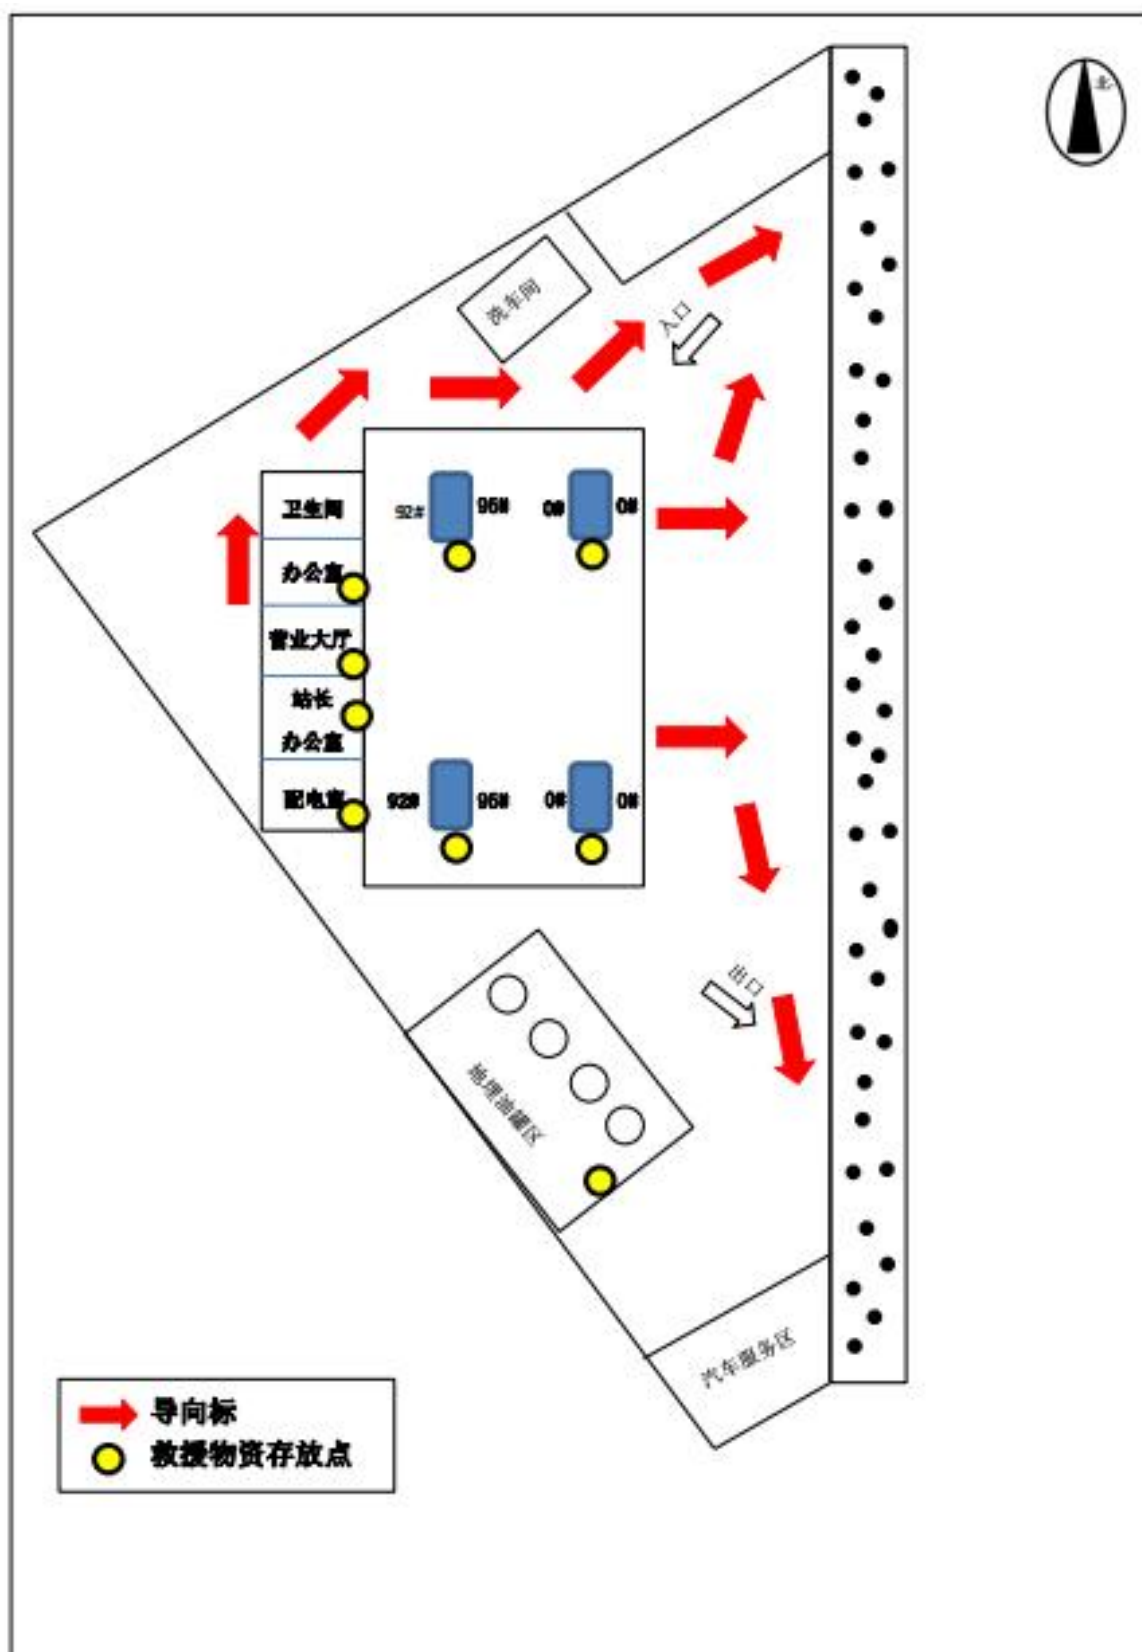 北
洗车间
入口
卫生间
92#
95#
0#
0#
办公室
营业大厅
站长
办公室
配电室
92#
95#
0#
0#
出口
地埋油罐区
汽车服务区
导向标
救援物资存放点